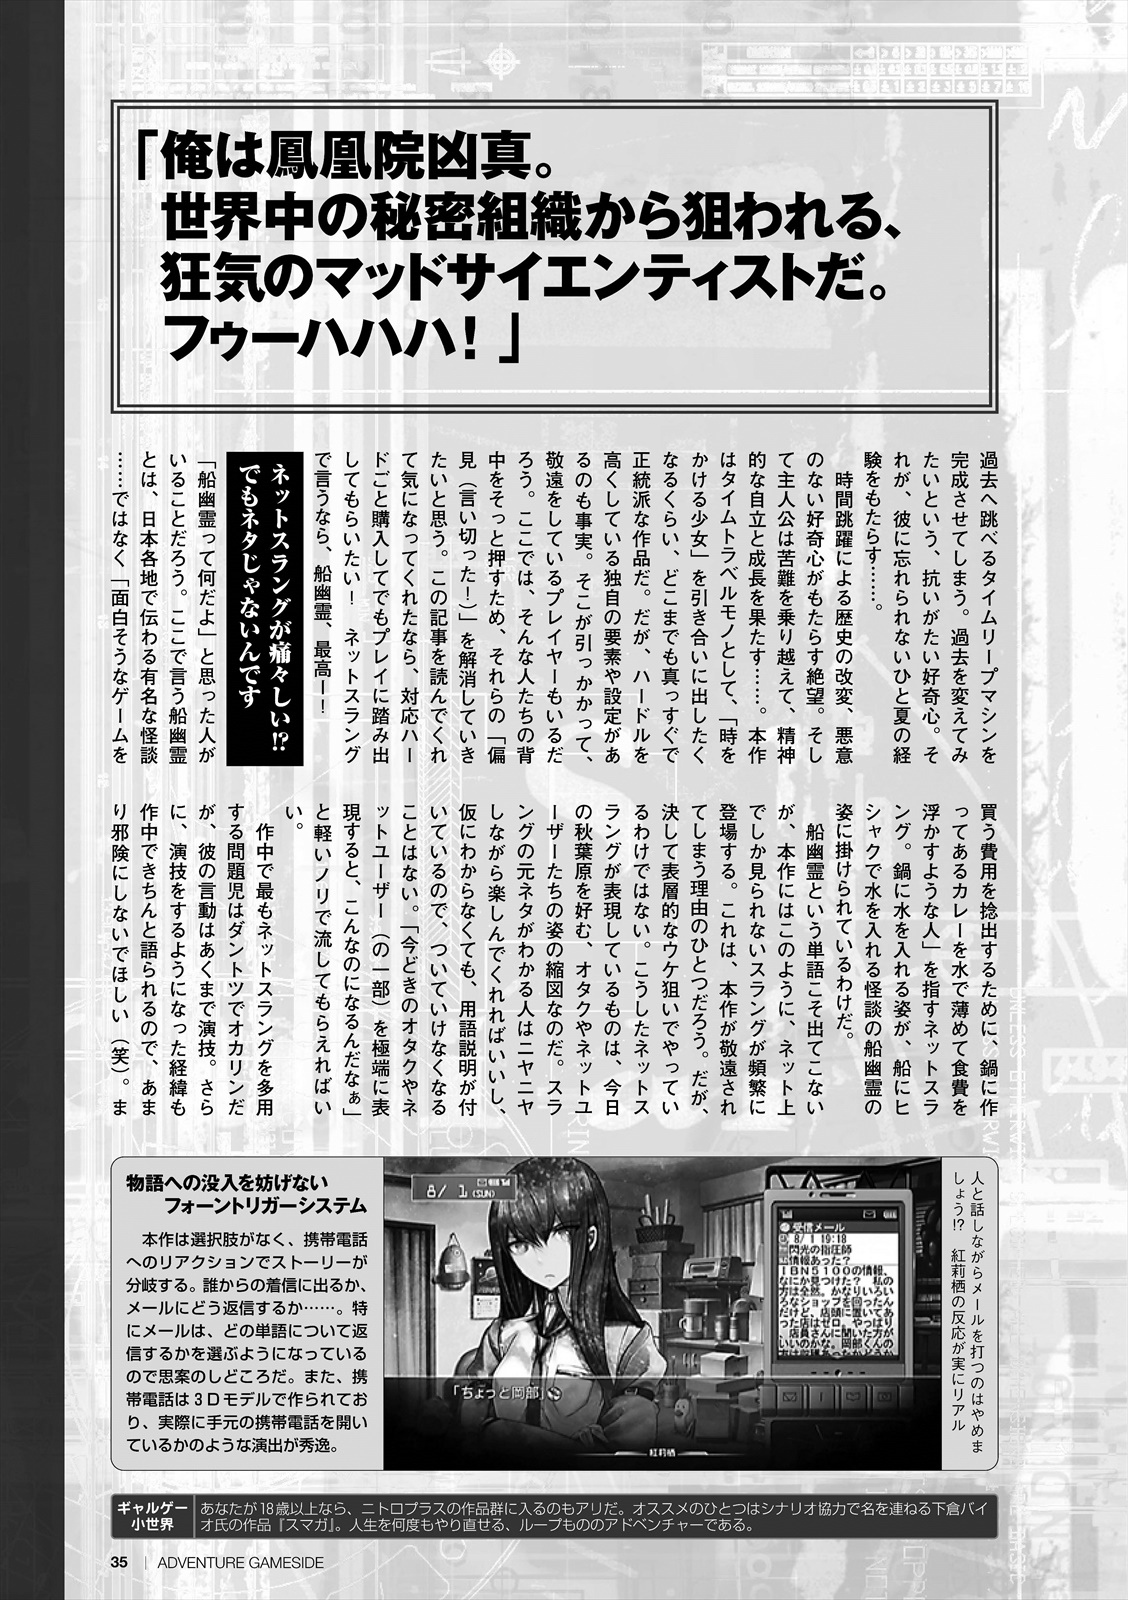 「俺は鳳凰院凶真。
世界中の秘密組織から狙われる、
狂気のマッドサイエンティストだ。
フゥーハハハ！」
過去へ跳べるタイムリープマシンを
完成させてしまう。過去を変えてみ
たいという、抗いがたい好奇心。そ
れが、彼に忘れられないひと夏の経
験をもたらす……。
　時間跳躍による歴史の改変、悪意
のない好奇心がもたらす絶望。そし
て主人公は苦難を乗り越えて、精神
的な自立と成長を果たす……。本作
はタイムトラベルモノとして、「時を
かける少女」を引き合いに出したく
なるくらい、どこまでも真っすぐで
正統派な作品だ。だが、ハードルを
高くしている独自の要素や設定があ
るのも事実。そこが引っかかって、
敬遠をしているプレイヤーもいるだ
ろう。ここでは、そんな人たちの背
中をそっと押すため、それらの「偏
見（言い切った！）」を解消していき
たいと思う。この記事を読んでくれ
て気になってくれたなら、対応ハー
ドごと購入してでもプレイに踏み出
してもらいたい！　ネットスラング
で言うなら、船幽霊、最高ー！
ネットスラングが痛々しい!?
でもネタじゃないんです
「船幽霊って何だよ」と思った人が
いることだろう。ここで言う船幽霊
とは、日本各地で伝わる有名な怪談
……ではなく「面白そうなゲームを
買う費用を捻出するために、鍋に作
ってあるカレーを水で薄めて食費を
浮かすような人」を指すネットスラ
ング。鍋に水を入れる姿が、船にヒ
シャクで水を入れる怪談の船幽霊の
姿に掛けられているわけだ。
　船幽霊という単語こそ出てこない
が、本作にはこのように、ネット上
でしか見られないスラングが頻繁に
登場する。これは、本作が敬遠され
てしまう理由のひとつだろう。だが、
決して表層的なウケ狙いでやってい
るわけではない。こうしたネットス
ラングが表現しているものは、今日
の秋葉原を好む、オタクやネットユ
ーザーたちの姿の縮図なのだ。スラ
ングの元ネタがわかる人はニヤニヤ
しながら楽しんでくれればいいし、
仮にわからなくても、用語説明が付
いているので、ついていけなくなる
ことはない。「今どきのオタクやネ
ットユーザー（の一部）を極端に表
現すると、こんなのになるんだなぁ」
と軽いノリで流してもらえればい
い。
　作中で最もネットスラングを多用
する問題児はダントツでオカリンだ
が、彼の言動はあくまで演技。さら
に、演技をするようになった経緯も
作中できちんと語られるので、あま
り邪険にしないでほしい（笑）。ま
物語への没入を妨げない
フォーントリガーシステム
　本作は選択肢がなく、携帯電話
へのリアクションでストーリーが
分岐する。誰からの着信に出るか、
メールにどう返信するか……。特
にメールは、どの単語について返
信するかを選ぶようになっている
ので思案のしどころだ。また、携
帯電話は３Ｄモデルで作られてお
り、実際に手元の携帯電話を開い
ているかのような演出が秀逸。
8/ 1 (SUN)
受信メール
8/ 1 19:18
閃光の指圧師
情報あった？
ＩＢＮ５１００の情報、
なにか見つけた？　私の
方は全然。かなりいろい
ろなショップを回ったん
だけど、店頭に置いてあ
った店はゼロ。やっぱり
、店員さんに聞いた方が
いいのかな。岡部くんの
「ちょっと岡部」
紅莉栖
人と話しながらメールを打つのはやめま
しょう!?　紅莉栖の反応が実にリアル
ギャルゲー
小世界
あなたが18歳以上なら、ニトロプラスの作品群に入るのもアリだ。オススメのひとつはシナリオ協力で名を連ねる下倉バイ
オ氏の作品『スマガ』。人生を何度もやり直せる、ループもののアドベンチャーである。
35 | ADVENTURE GAMESIDE